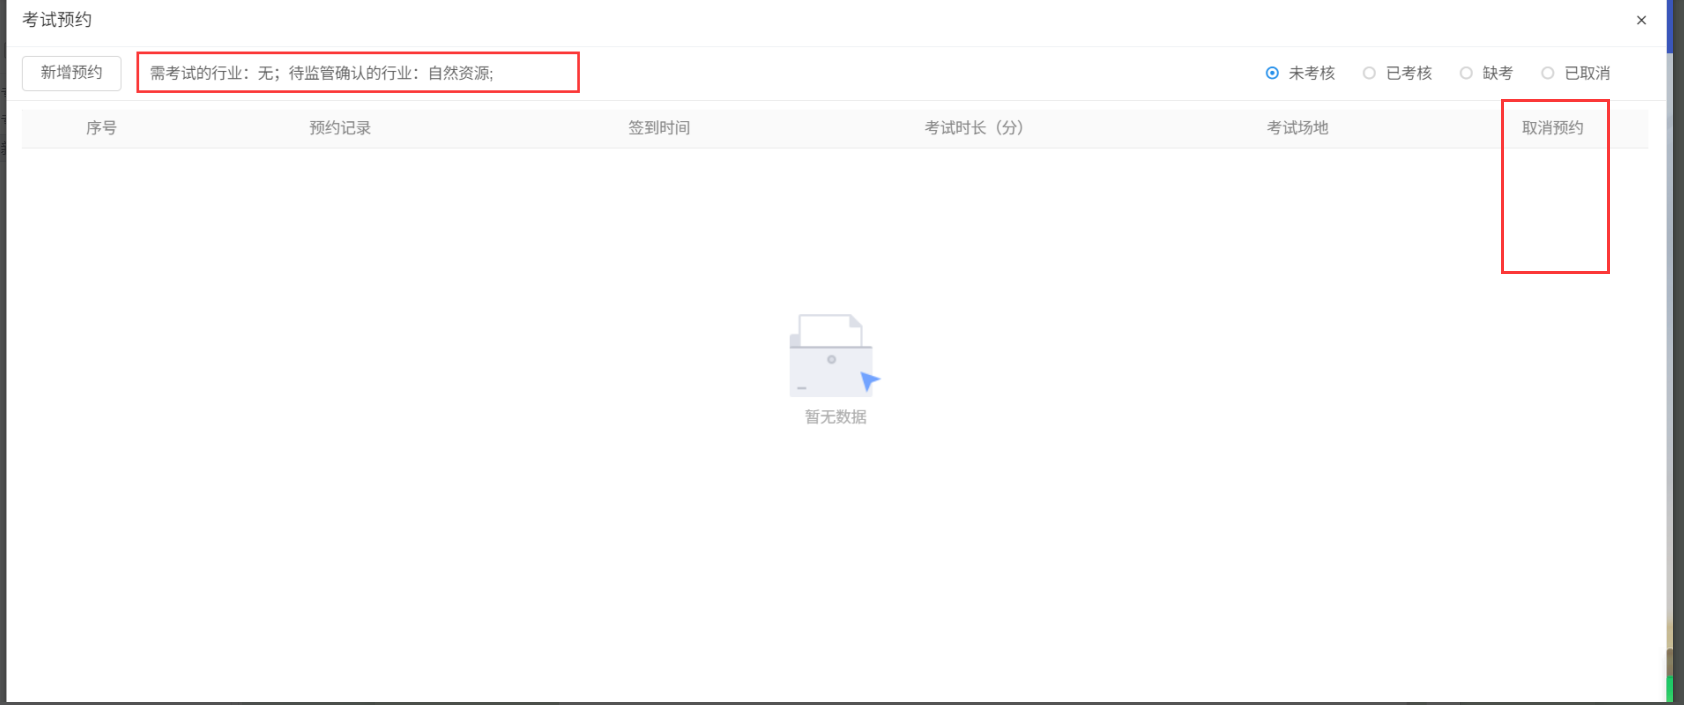 考试预约
新增预约
需考试的行业：无；待监管确认的行业：自然资源;
未考核 已考核 缺考 已取消
序号 预约记录 签到时间 考试时长（分） 考试场地 取消预约
暂无数据